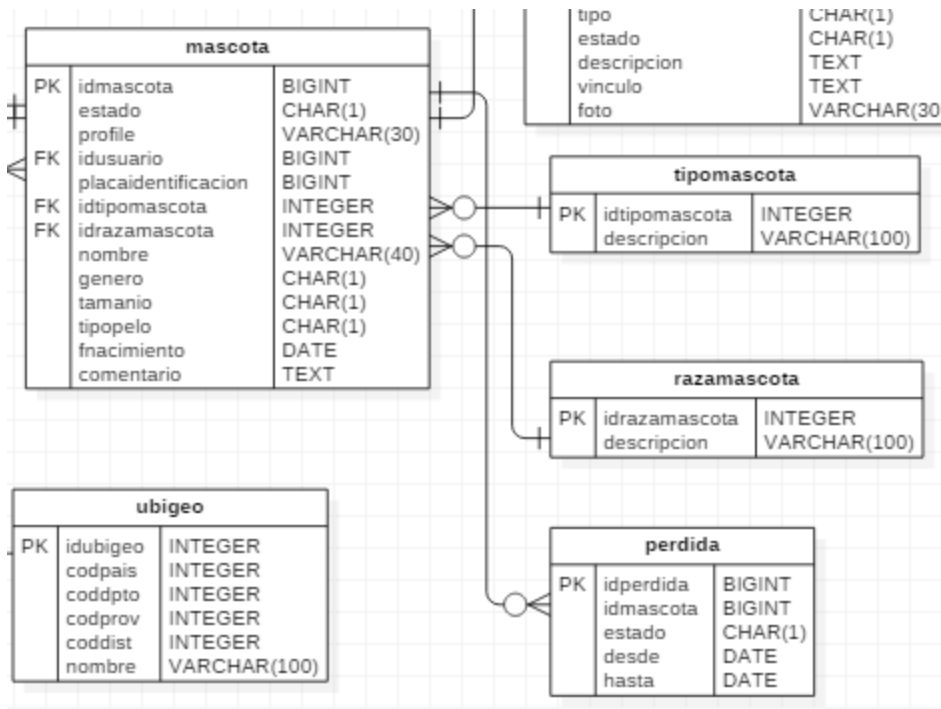 mascota
PK idmascota BIGINT
estado CHAR(1)
profile VARCHAR(30)
FK idusuario BIGINT
placaidentificacion BIGINT
FK idtipomascota INTEGER
FK idrazamascota INTEGER
nombre VARCHAR(40)
genero CHAR(1)
tamanio CHAR(1)
tipopelo CHAR(1)
fnacimiento DATE
comentario TEXT
tipo CHAR(1)
estado CHAR(1)
descripcion TEXT
vinculo TEXT
foto VARCHAR(30
tipomascota
PK idtipomascota INTEGER
descripcion VARCHAR(100)
razamascota
PK idrazamascota INTEGER
descripcion VARCHAR(100)
ubigeo
PK idubigeo INTEGER
codpais INTEGER
coddpto INTEGER
codprov INTEGER
coddist INTEGER
nombre VARCHAR(100)
perdida
PK idperdida BIGINT
idmascota BIGINT
estado CHAR(1)
desde DATE
hasta DATE